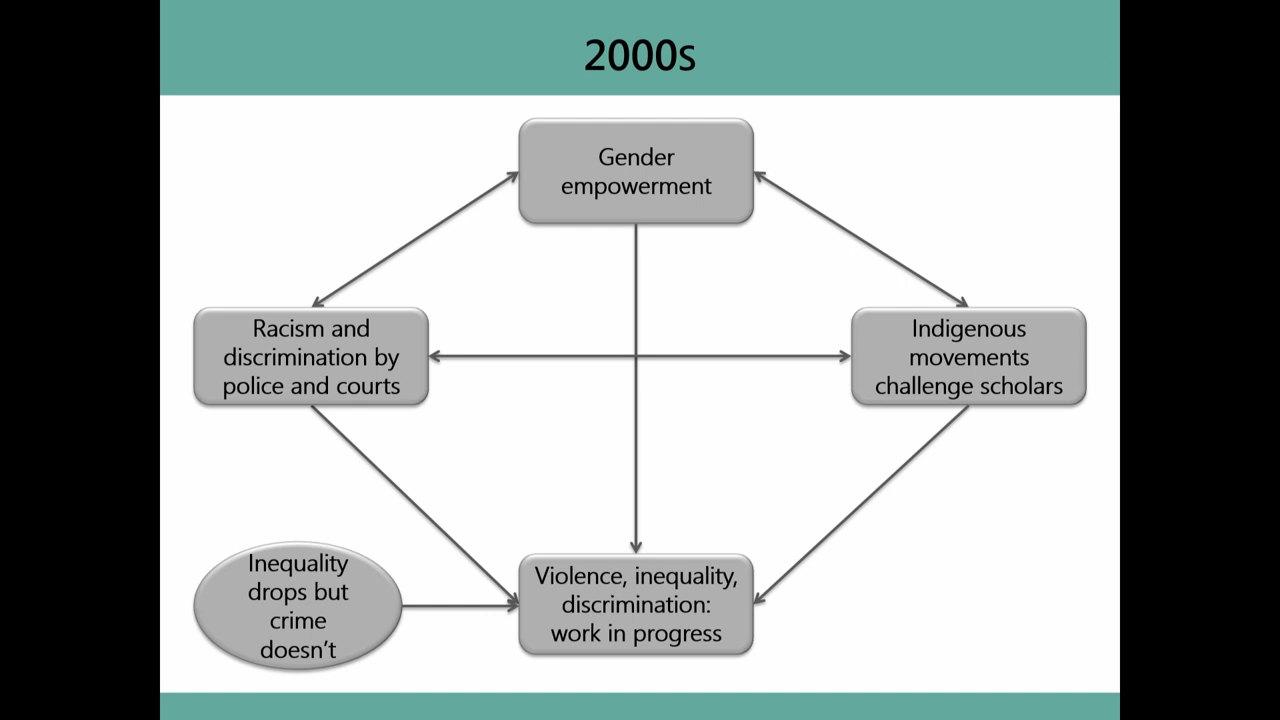 2000s
Gender
empowerment
Racism and
discrimination by
police and courts
Indigenous
movements
challenge scholars
Inequality
drops but
crime
doesn’t
Violence, inequality,
discrimination:
work in progress